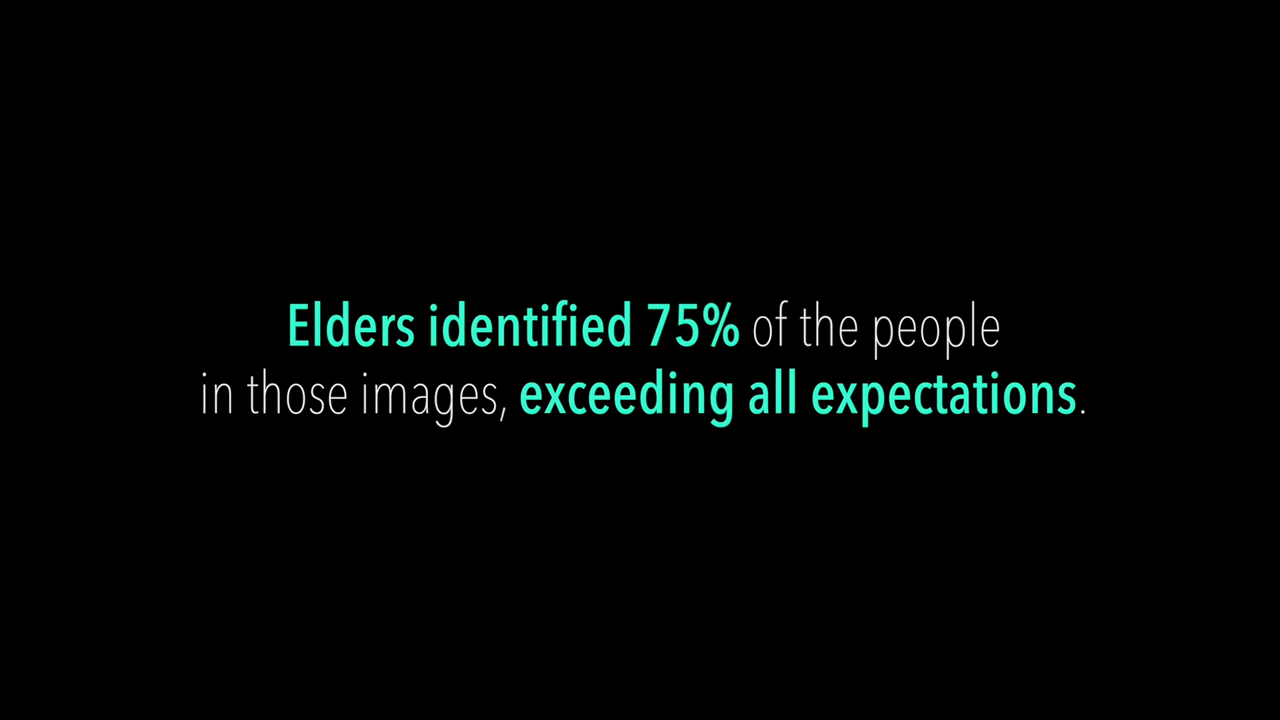 Elders identified 75% of the people
in those images, exceeding all expectations.